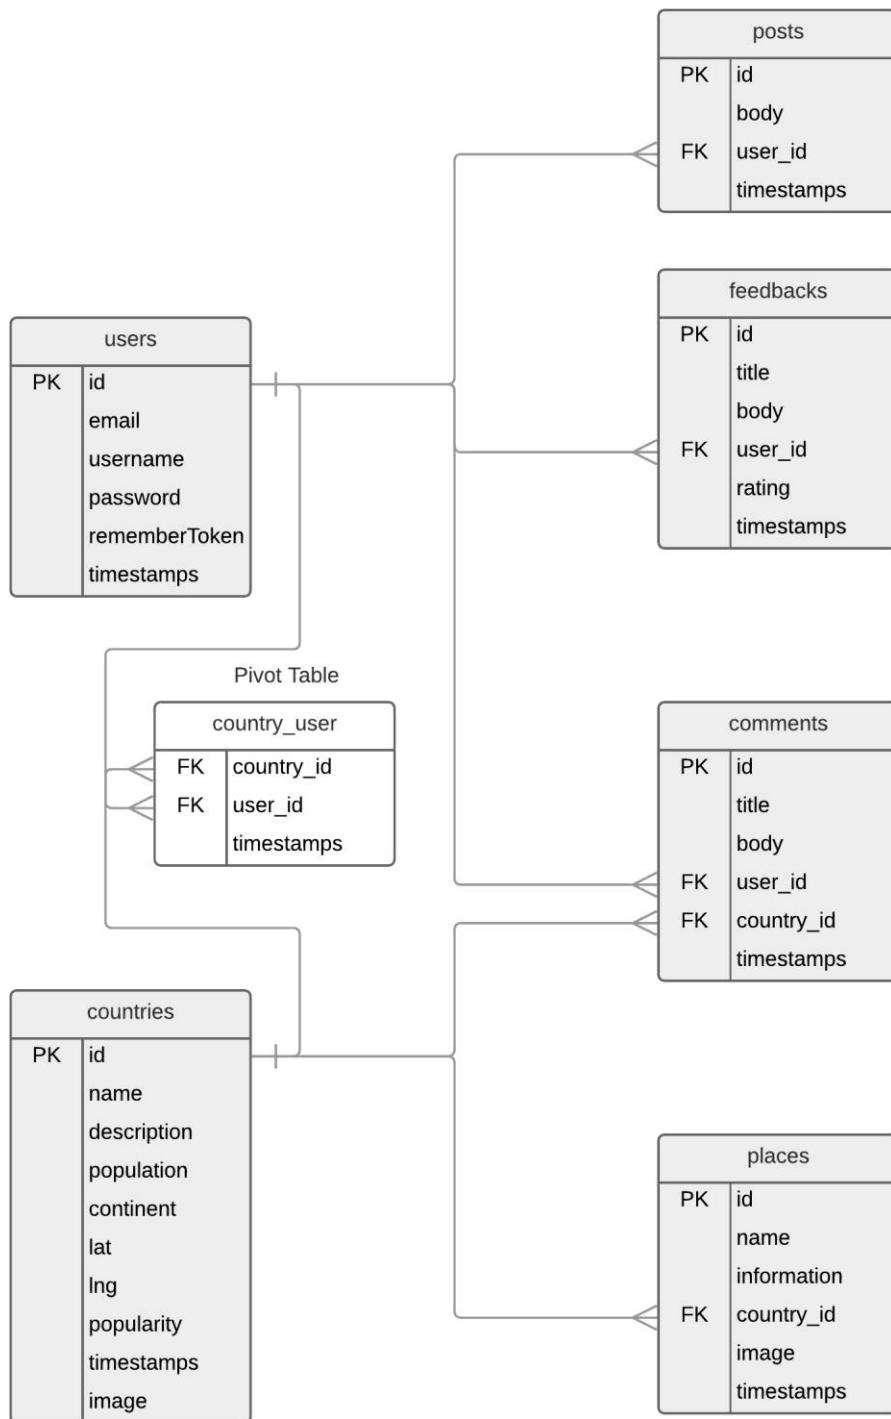 posts
PK id
body
FK user_id
timestamps
feedbacks
PK id
title
body
FK user_id
rating
timestamps
users
PK id
email
username
password
rememberToken
timestamps
Pivot Table
country_user
FK country_id
FK user_id
timestamps
comments
PK id
title
body
FK user_id
FK country_id
timestamps
countries
PK id
name
description
population
continent
lat
lng
popularity
timestamps
image
places
PK id
name
information
FK country_id
image
timestamps